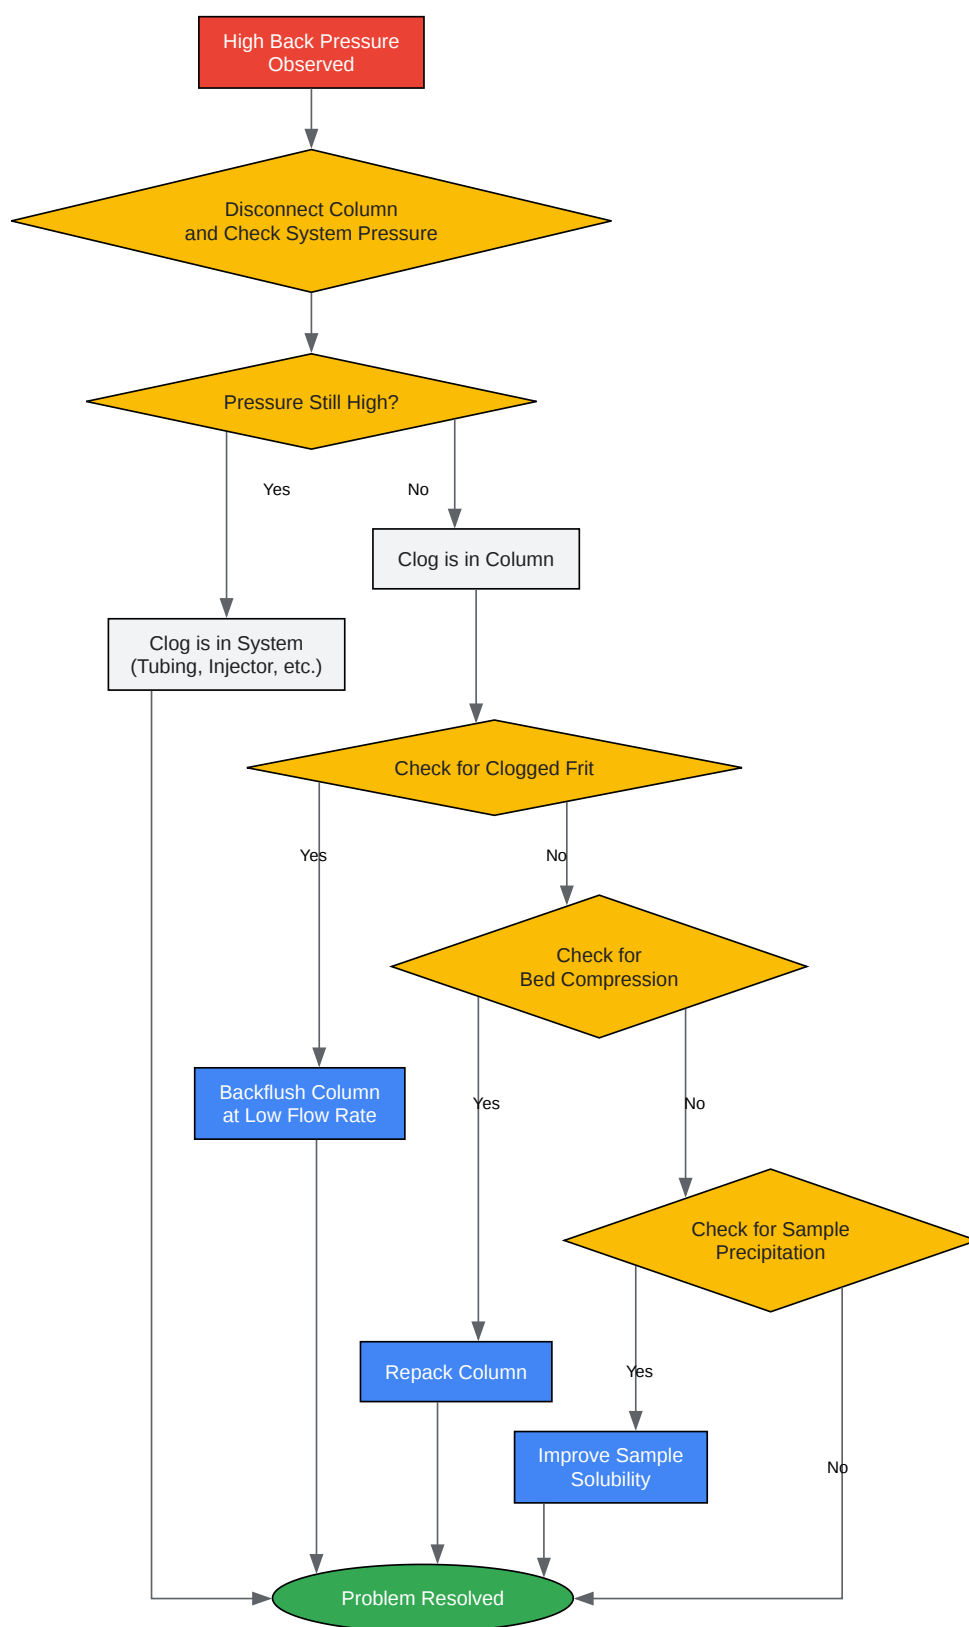 High Back Pressure
Observed
Disconnect Column
and Check System Pressure
Pressure Still High?
Yes
No
Clog is in Column
Clog is in System
(Tubing, Injector, etc.)
Check for Clogged Frit
Yes
No
Check for
Bed Compression
Backflush Column
at Low Flow Rate
Yes
No
Check for Sample
Precipitation
Repack Column
Yes
Improve Sample
Solubility
No
Problem Resolved